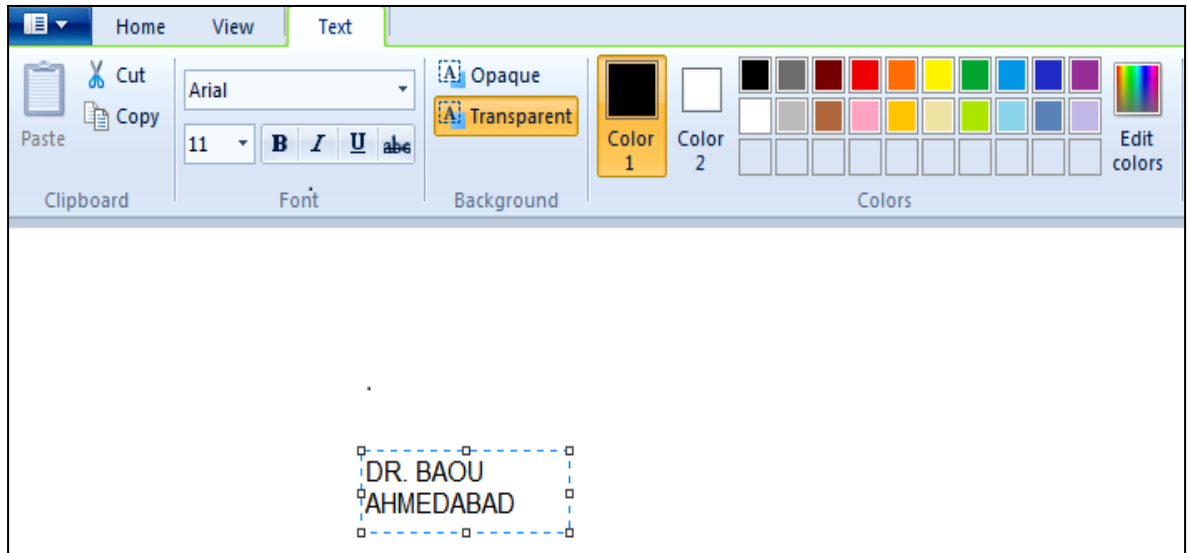 Home View Text
Cut
Copy
Paste
Clipboard
Arial
11 B I U abc
Font
A Opaque
A Transparent
Background
Color 1
Color 2
Edit colors
Colors
DR. BAOU
AHMEDABAD